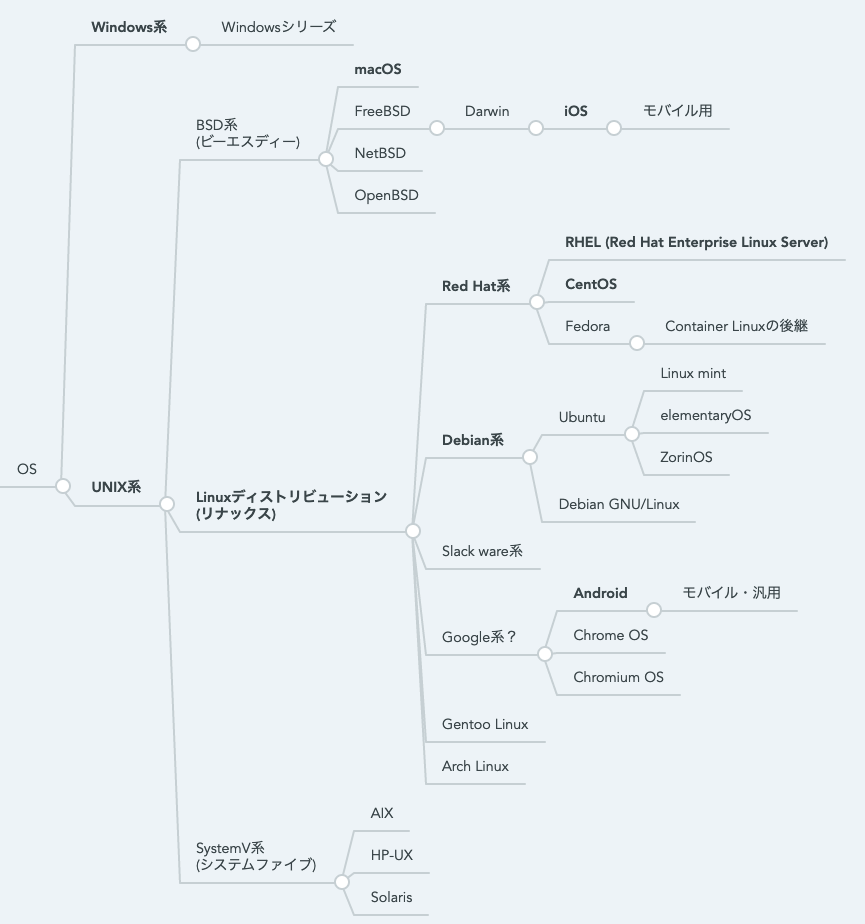 Windows系
Windowsシリーズ
macOS
BSD系
(ビーエスディー)
FreeBSD
Darwin
iOS
モバイル用
NetBSD
OpenBSD
RHEL (Red Hat Enterprise Linux Server)
Red Hat系
CentOS
Fedora
Container Linuxの後継
Linux mint
Ubuntu
elementaryOS
Debian系
ZorinOS
OS
UNIX系
Linuxディストリビューション
(リナックス)
Debian GNU/Linux
Slack ware系
Android
モバイル・汎用
Google系？
Chrome OS
Chromium OS
Gentoo Linux
Arch Linux
AIX
SystemV系
(システムファイブ)
HP-UX
Solaris